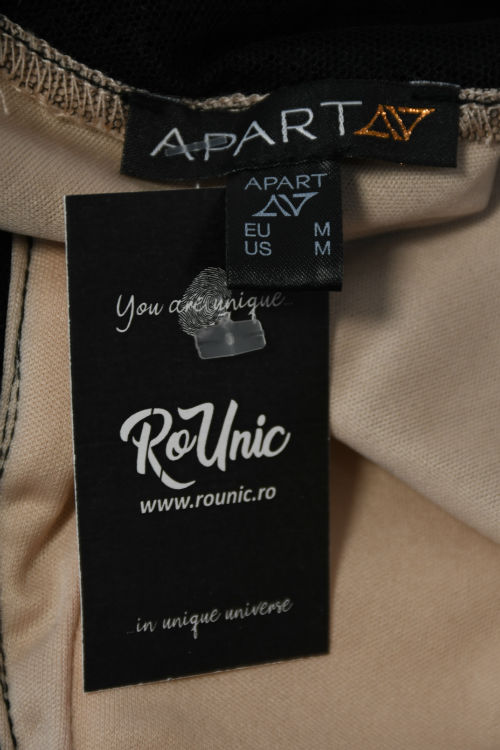 APART
APART
EU M
US M
You are unique...
RoUnic
www.rounic.ro
...in unique universe